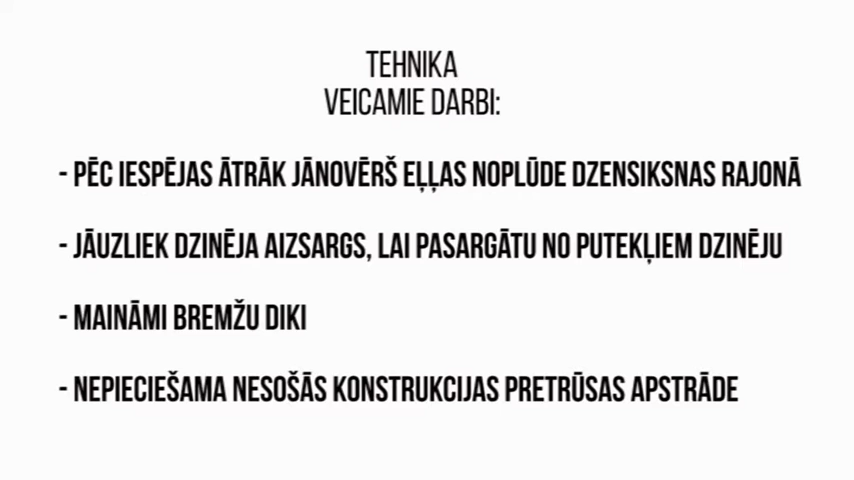 TEHNIKA
VEICAMIE DARBI:
- PĒC IESPĒJAS ĀTRĀK JĀNOVĒRŠ EĻĻAS NOPLŪDE DZENSIKSNAS RAJONĀ
- JĀUZLIEK DZINĒJA AIZSARGS, LAI PASARGĀTU NO PUTEKĻIEM DZINĒJU
- MAINĀMI BREMŽU DIKI
- NEPIECIEŠAMA NESOŠĀS KONSTRUKCIJAS PRETRŪSAS APSTRĀDE